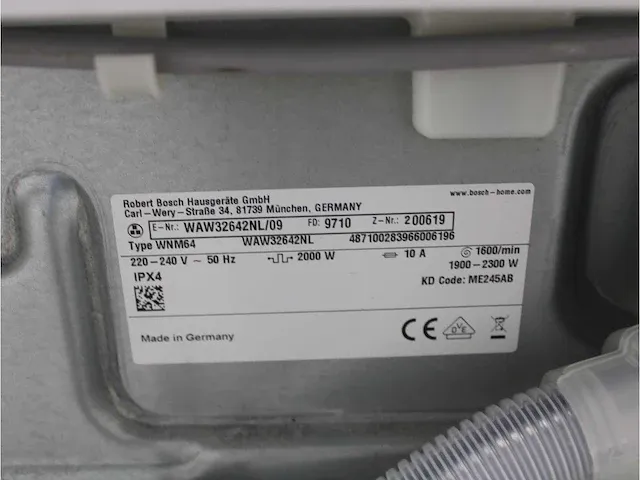 Robert Bosch Hausgeräte GmbH
www.bosch-home.com
Carl-Wery-Straße 34, 81739 München, GERMANY
E-Nr.: WAW32642NL/09 FD: 9710 Z-Nr.: 200619
Type WNM64 WAW32642NL 487100283966006196
220-240 V ~ 50 Hz 2000 W 10 A 1600/min
1900-2300 W
IPX4 KD Code: ME245AB
Made in Germany CE
OVE